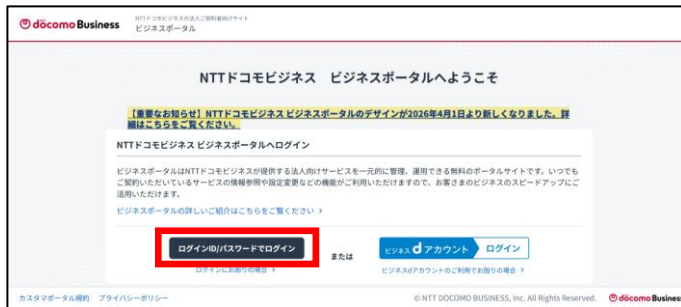 döcomo Business
NTTドコモビジネスの法人ご契約者向けサイト
ビジネスポータル
NTTドコモビジネス ビジネスポータルへようこそ
【重要なお知らせ】NTTドコモビジネス ビジネスポータルのデザインが2026年4月1日より新しくなりました。詳
細はこちらをご覧ください。
NTTドコモビジネス ビジネスポータルへログイン
ビジネスポータルはNTTドコモビジネスが提供する法人向けサービスを一元的に管理、運用できる無料のポータルサイトです。いつでも
ご契約いただいているサービスの情報参照や設定変更などの機能がご利用いただけますので、お客さまのビジネスのスピードアップにご
活用いただけます。
ビジネスポータルの詳しいご紹介はこちらをご覧ください ›
ログインID/パスワードでログイン
または
ビジネス dアカウント ログイン
ログインにお困りの場合 ›
ビジネスdアカウントのご利用でお困りの場合 ›
カスタマポータル規約 プライバシーポリシー
© NTT DOCOMO BUSINESS, Inc. All Rights Reserved.
döcomo Business